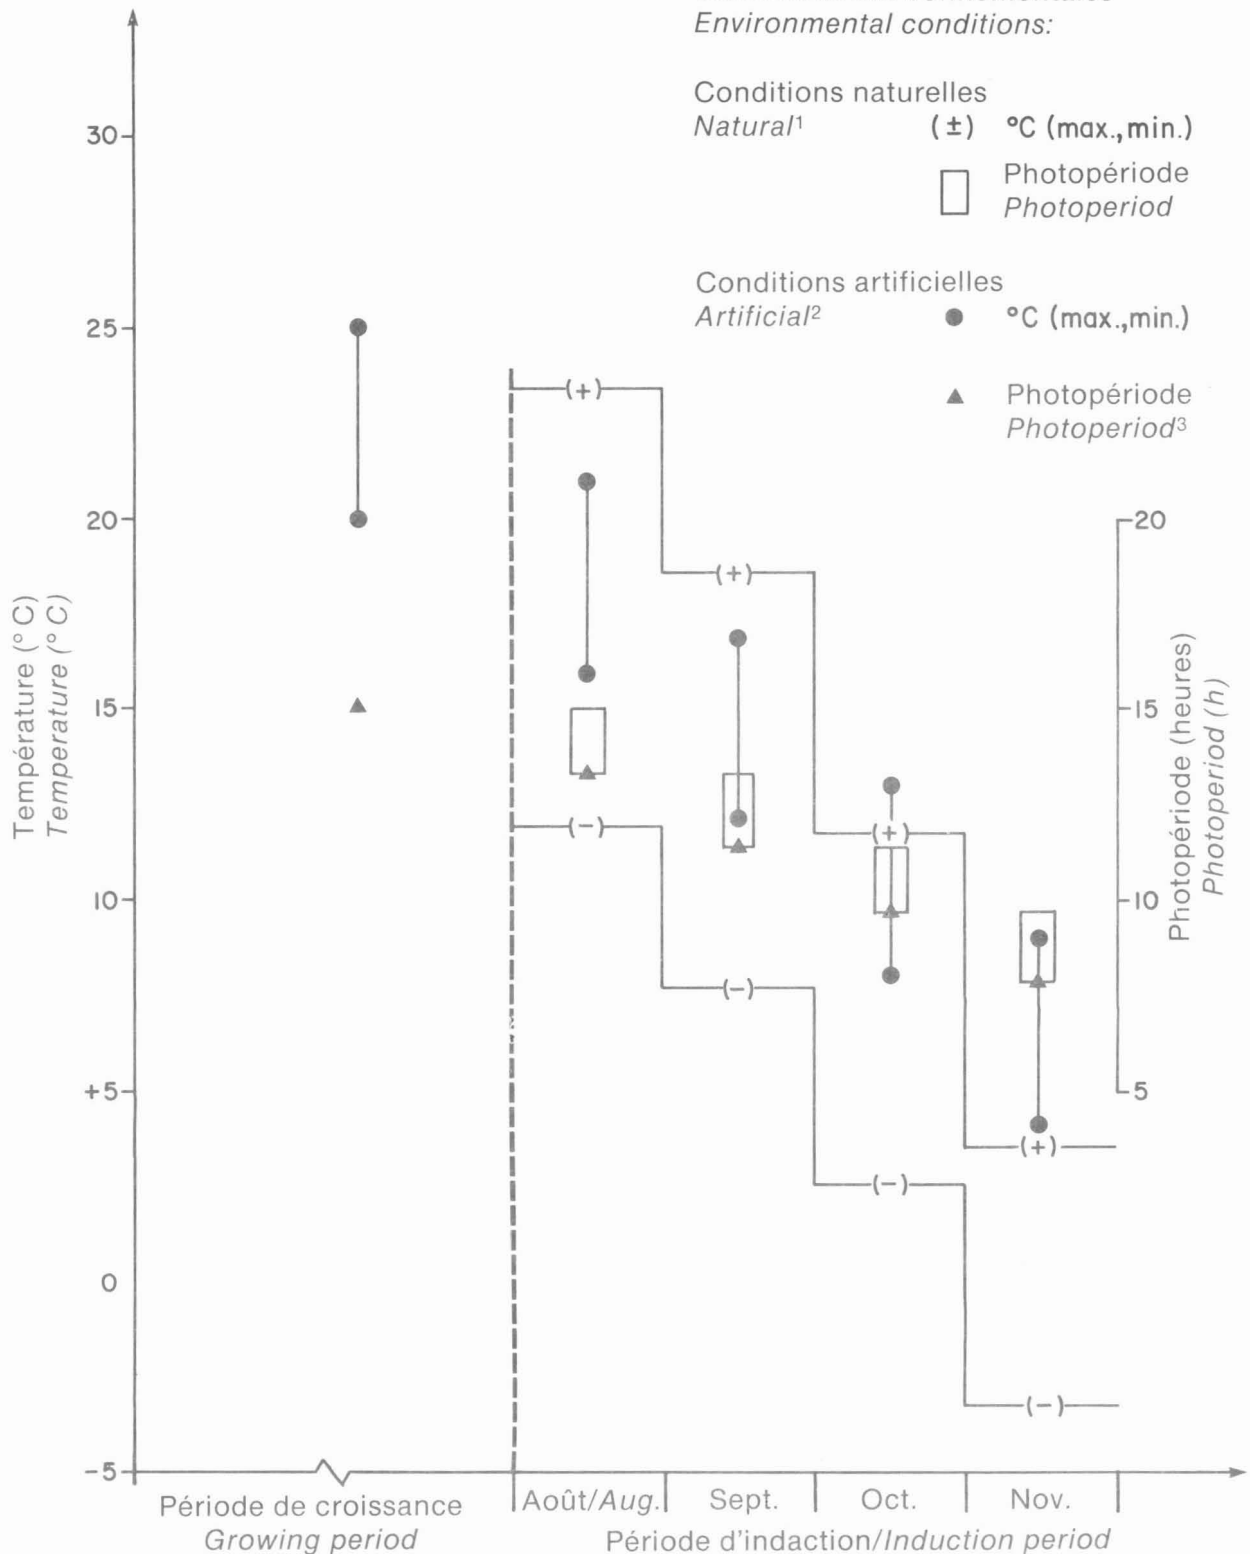 Environmental conditions:
Conditions naturelles
Natural¹ (±) °C (max.,min.)
Photopériode
Photoperiod
Conditions artificielles
Artificial² °C (max.,min.)
Photopériode
Photoperiod³
30
25
20
15
10
+5
0
-5
Température (°C)
Temperature (°C)
(+)
(+)
(+)
(+)
(-)
(-)
(-)
(-)
20
15
10
5
Photopériode (heures)
Photoperiod (h)
Période de croissance
Growing period
Août/Aug.
Sept.
Oct.
Nov.
Période d'indaction/Induction period